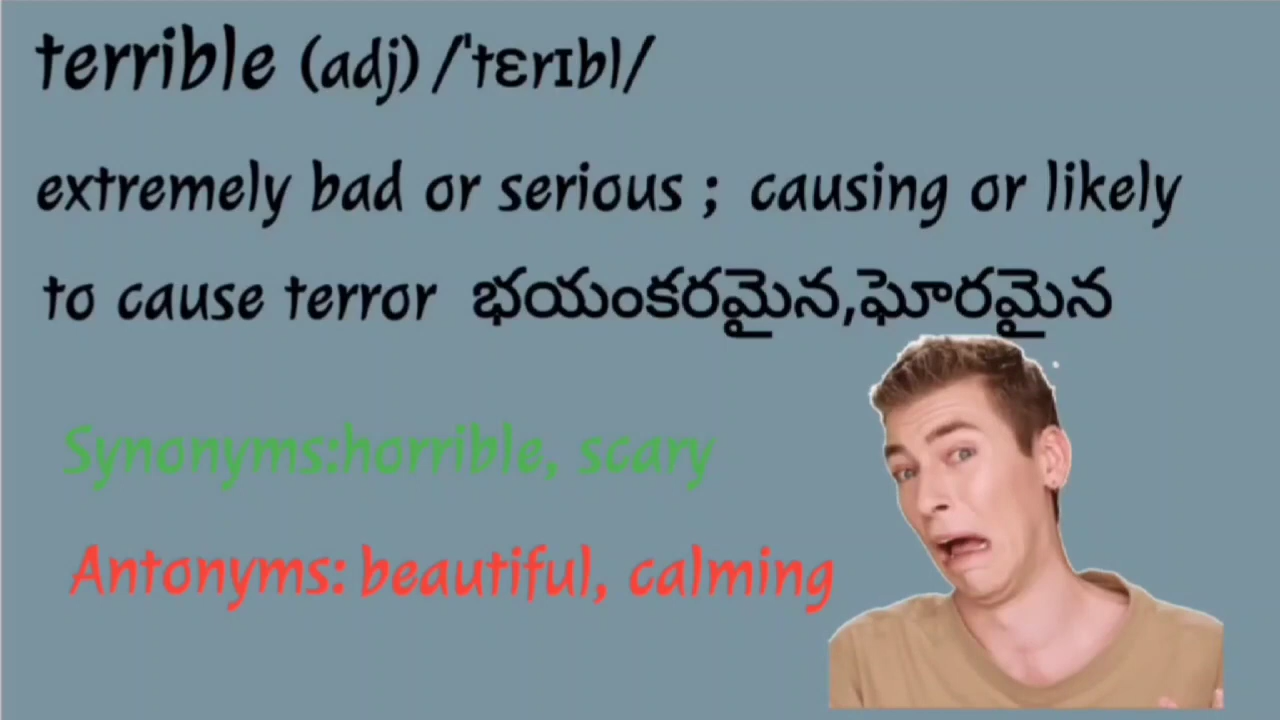 terrible (adj) /ˈtɛrɪbl/
extremely bad or serious ; causing or likely
to cause terror భయంకరమైన,ఘోరమైన
Synonyms:horrible, scary
Antonyms: beautiful, calming